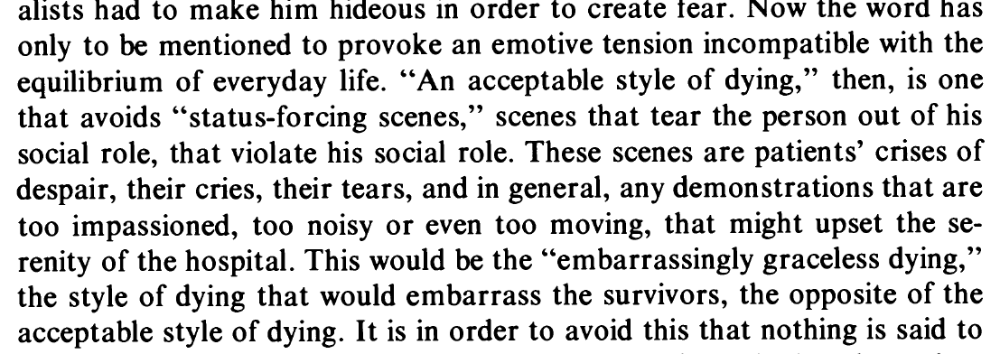 alists had to make him hideous in order to create fear. Now the word has
only to be mentioned to provoke an emotive tension incompatible with the
equilibrium of everyday life. “An acceptable style of dying,” then, is one
that avoids “status-forcing scenes,” scenes that tear the person out of his
social role, that violate his social role. These scenes are patients’ crises of
despair, their cries, their tears, and in general, any demonstrations that are
too impassioned, too noisy or even too moving, that might upset the se-
renity of the hospital. This would be the “embarrassingly graceless dying,”
the style of dying that would embarrass the survivors, the opposite of the
acceptable style of dying. It is in order to avoid this that nothing is said to